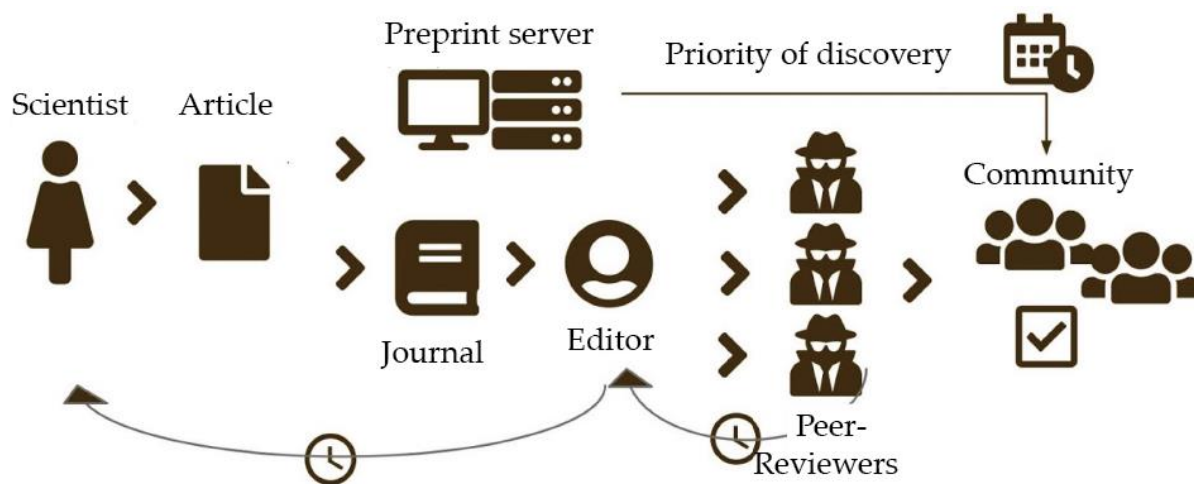 Preprint server
Priority of discovery
Scientist
Article
Community
Journal
Editor
Peer-
Reviewers